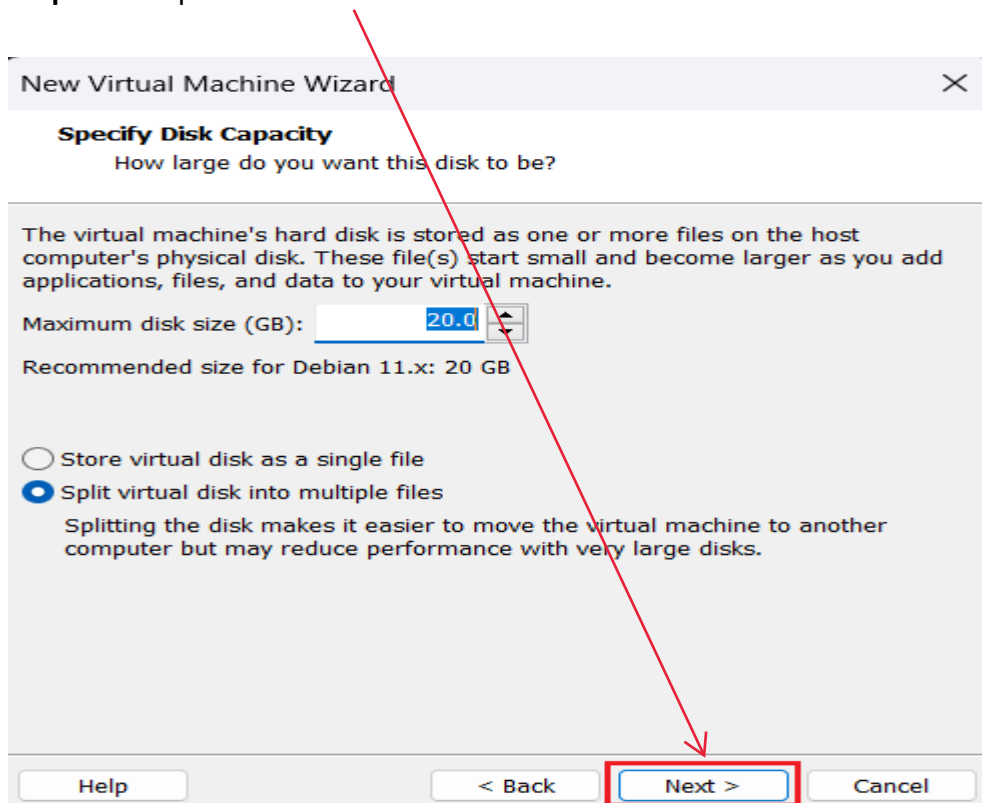 New Virtual Machine Wizard
Specify Disk Capacity
How large do you want this disk to be?
The virtual machine's hard disk is stored as one or more files on the host
computer's physical disk. These file(s) start small and become larger as you add
applications, files, and data to your virtual machine.
Maximum disk size (GB): 20.0
Recommended size for Debian 11.x: 20 GB
Store virtual disk as a single file
Split virtual disk into multiple files
Splitting the disk makes it easier to move the virtual machine to another
computer but may reduce performance with very large disks.
Help < Back Next > Cancel